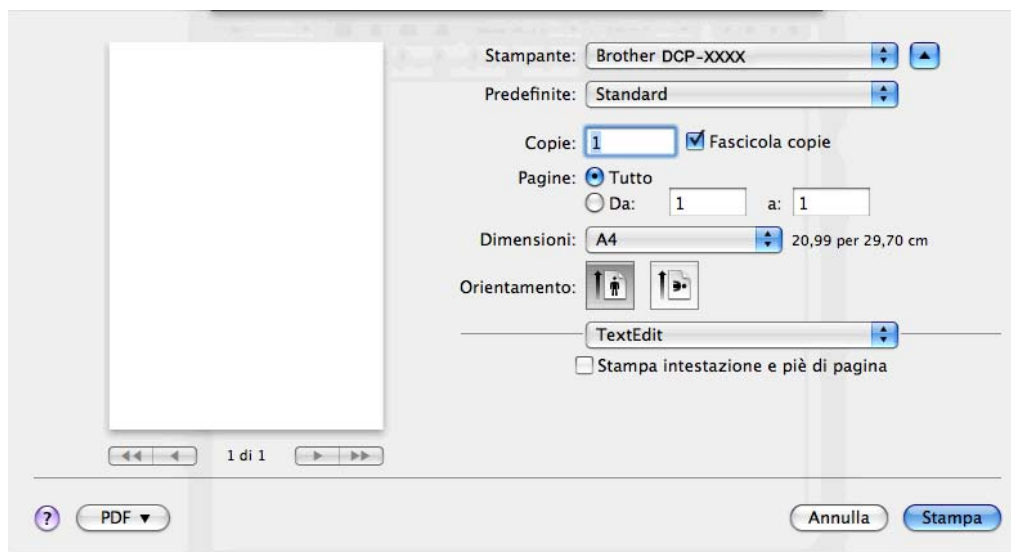 Stampante: Brother DCP-XXXX
Predefinite: Standard
Copie: 1 Fascicola copie
Pagine: Tutto
Da: 1 a: 1
Dimensioni: A4 20,99 per 29,70 cm
Orientamento:
TextEdit
Stampa intestazione e piè di pagina
1 di 1
? PDF Annulla Stampa